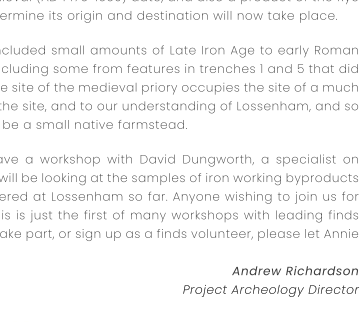 ermine its origin and destination will now take place.
ncluded small amounts of Late Iron Age to early Roman
cluding some from features in trenches 1 and 5 that did
e site of the medieval priory occupies the site of a much
the site, and to our understanding of Lossenham, and so
be a small native farmstead.
ave a workshop with David Dungworth, a specialist on
will be looking at the samples of iron working byproducts
ered at Lossenham so far. Anyone wishing to join us for
is is just the first of many workshops with leading finds
ake part, or sign up as a finds volunteer, please let Annie
Andrew Richardson
Project Archeology Director